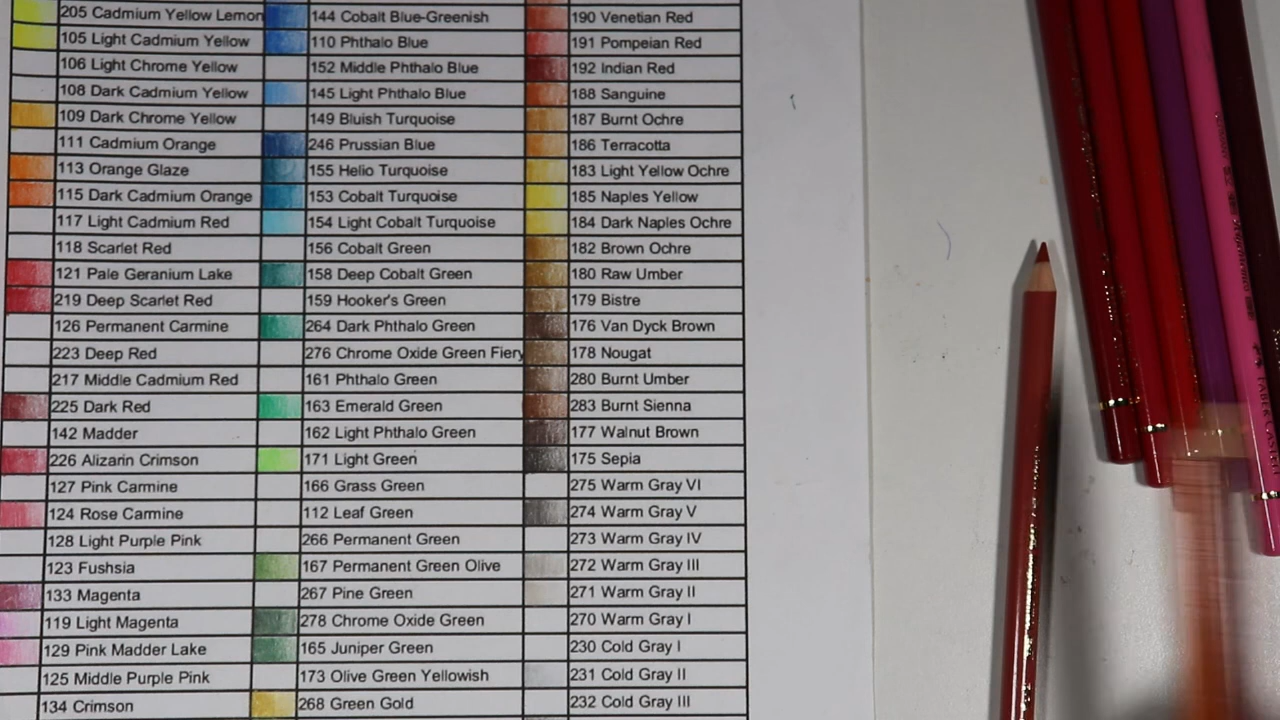 205 Cadmium Yellow Lemon
105 Light Cadmium Yellow
106 Light Chrome Yellow
108 Dark Cadmium Yellow
109 Dark Chrome Yellow
111 Cadmium Orange
113 Orange Glaze
115 Dark Cadmium Orange
117 Light Cadmium Red
118 Scarlet Red
121 Pale Geranium Lake
219 Deep Scarlet Red
126 Permanent Carmine
223 Deep Red
217 Middle Cadmium Red
225 Dark Red
142 Madder
226 Alizarin Crimson
127 Pink Carmine
124 Rose Carmine
128 Light Purple Pink
123 Fushsia
133 Magenta
119 Light Magenta
129 Pink Madder Lake
125 Middle Purple Pink
134 Crimson
144 Cobalt Blue-Greenish
110 Phthalo Blue
152 Middle Phthalo Blue
145 Light Phthalo Blue
149 Bluish Turquoise
246 Prussian Blue
155 Helio Turquoise
153 Cobalt Turquoise
154 Light Cobalt Turquoise
156 Cobalt Green
158 Deep Cobalt Green
159 Hooker's Green
264 Dark Phthalo Green
276 Chrome Oxide Green Fiery
161 Phthalo Green
163 Emerald Green
162 Light Phthalo Green
171 Light Green
166 Grass Green
112 Leaf Green
266 Permanent Green
167 Permanent Green Olive
267 Pine Green
278 Chrome Oxide Green
165 Juniper Green
173 Olive Green Yellowish
268 Green Gold
190 Venetian Red
191 Pompeian Red
192 Indian Red
188 Sanguine
187 Burnt Ochre
186 Terracotta
183 Light Yellow Ochre
185 Naples Yellow
184 Dark Naples Ochre
182 Brown Ochre
180 Raw Umber
179 Bistre
176 Van Dyck Brown
178 Nougat
280 Burnt Umber
283 Burnt Sienna
177 Walnut Brown
175 Sepia
275 Warm Gray VI
274 Warm Gray V
273 Warm Gray IV
272 Warm Gray III
271 Warm Gray II
270 Warm Gray I
230 Cold Gray I
231 Cold Gray II
232 Cold Gray III